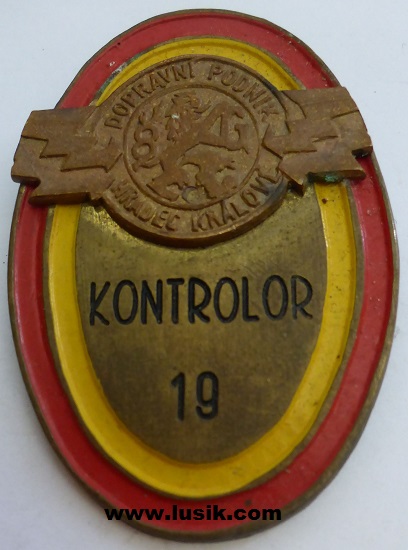 DOPRAVNÍ PODNIK
HRADEC KRÁLOVÉ
KONTROLOR
19
www.lusik.com